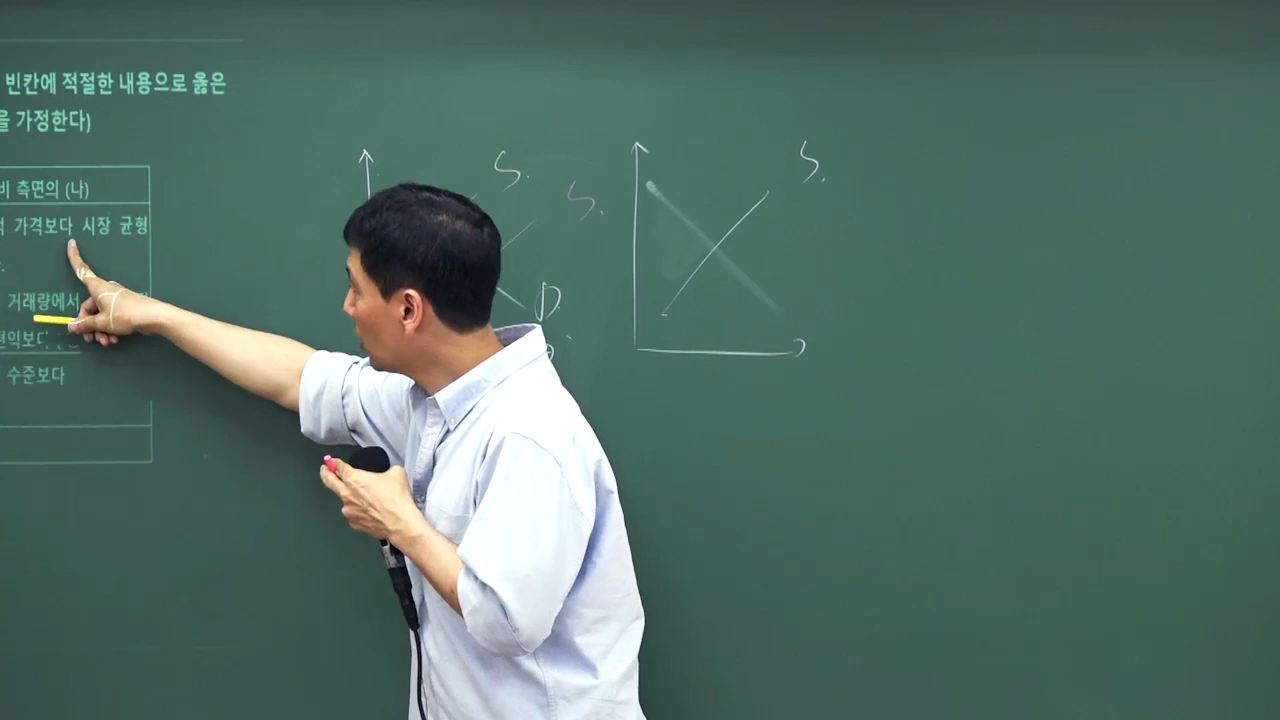 빈칸에 적절한 내용으로 옳은
을 가정한다)
비 측면의 (나)
가격보다 시장 균형
거래량에서
편익보다
수준보다
S.
S.
D
S.